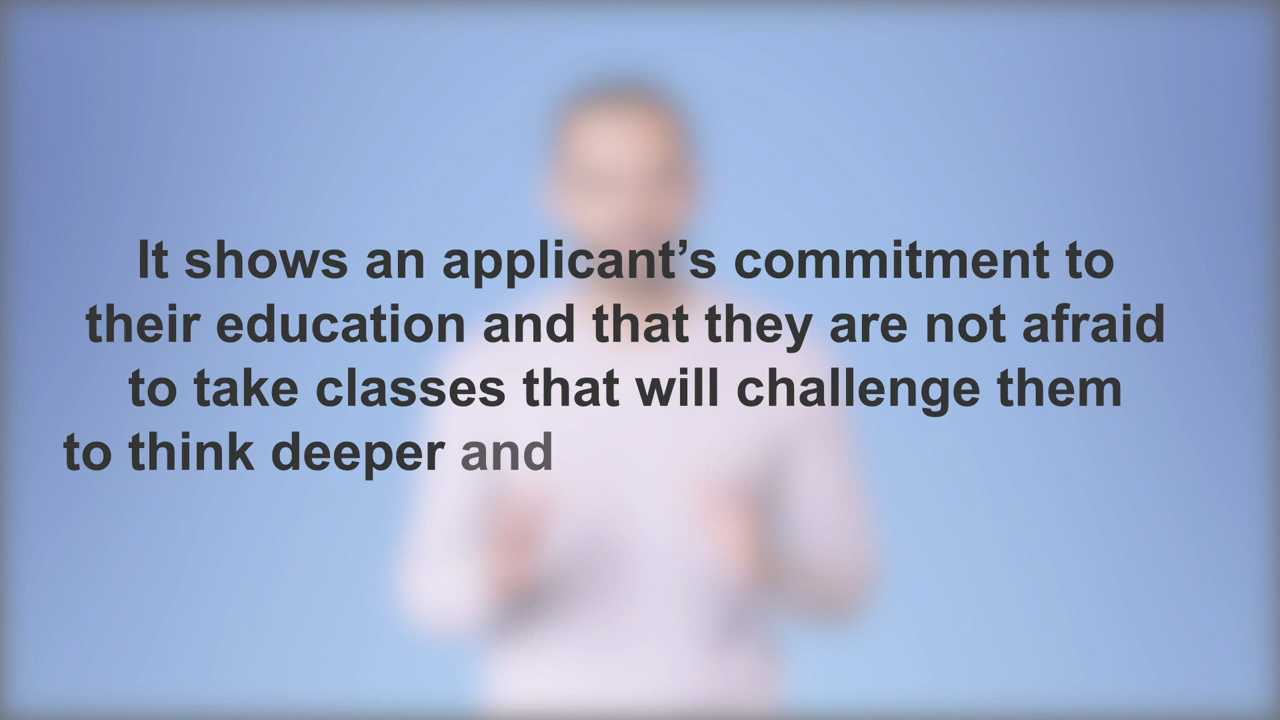 It shows an applicant’s commitment to
their education and that they are not afraid
to take classes that will challenge them
to think deeper and